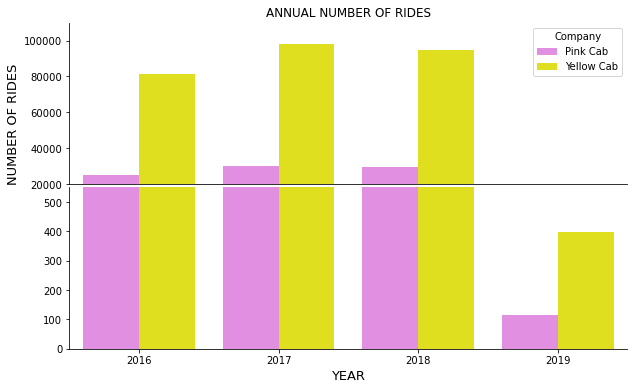 ANNUAL NUMBER OF RIDES
Company
Pink Cab
Yellow Cab
NUMBER OF RIDES
100000
80000
60000
40000
20000
500
400
300
200
100
0
2016 2017 2018 2019
YEAR